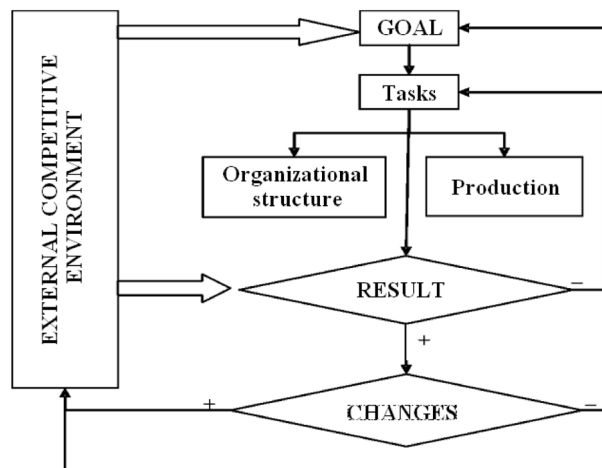 GOAL
Tasks
EXTERNAL COMPETITIVE
ENVIRONMENT
Organizational
structure
Production
RESULT
–
+
+
CHANGES
–